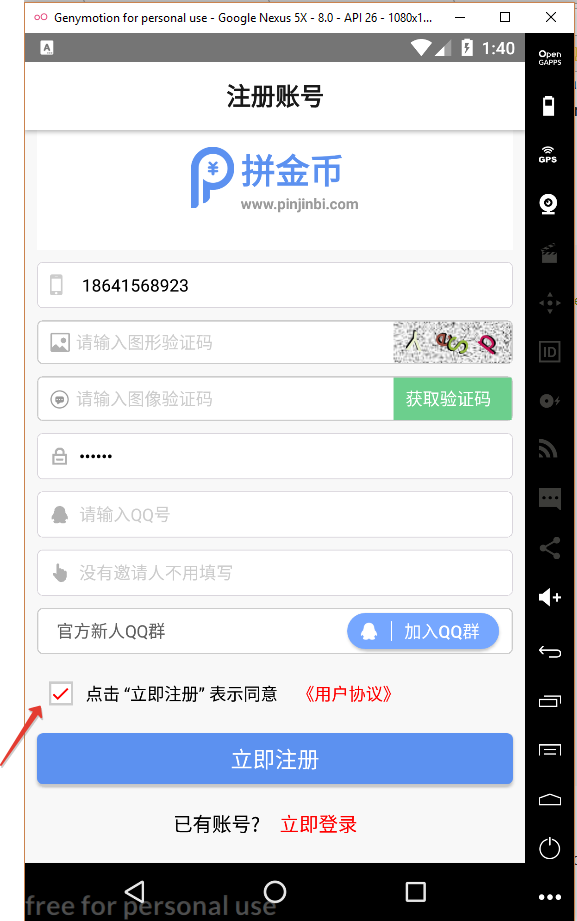 Genymotion for personal use - Google Nexus 5X - 8.0 - API 26 - 1080x1...
A
1:40
Open
GAPPS
注册账号
拼金币
www.pinjinbi.com
GPS
18641568923
请输入图形验证码
请输入图像验证码
获取验证码
••••••
ID
请输入QQ号
没有邀请人不用填写
官方新人QQ群
加入QQ群
点击 “立即注册” 表示同意 《用户协议》
立即注册
已有账号? 立即登录
free for personal use